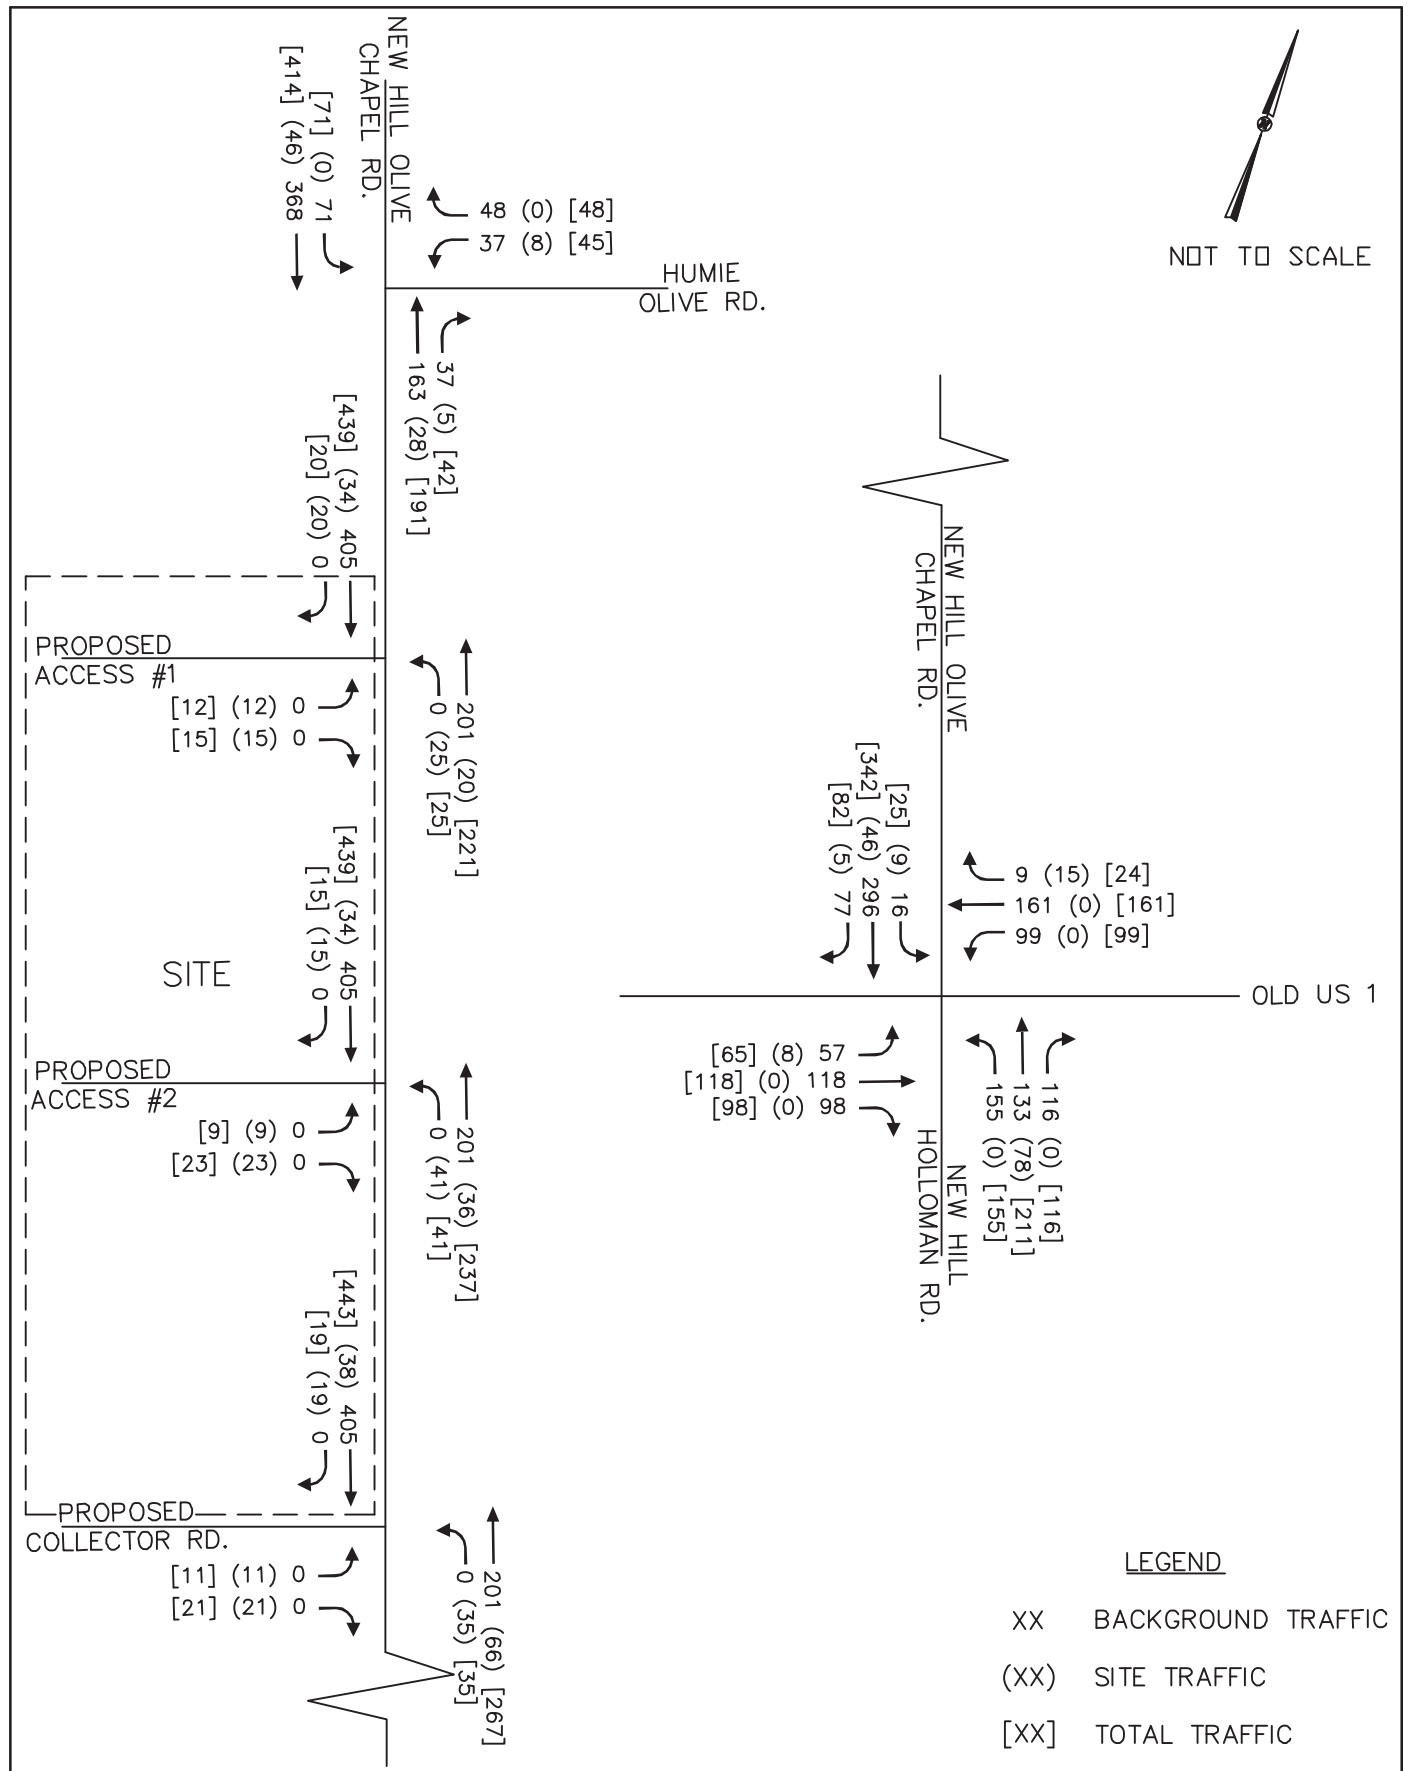 NEW HILL OLIVE
CHAPEL RD.
[71] (0) 71
[414] (46) 368
48 (0) [48]
37 (8) [45]
HUMIE
OLIVE RD.
NOT TO SCALE
37 (5) [42]
163 (28) [191]
[439] (34) 405
[20] (20) 0
PROPOSED
ACCESS #1
[12] (12) 0
[15] (15) 0
201 (20) [221]
0 (25) [25]
[439] (34) 405
[15] (15) 0
SITE
PROPOSED
ACCESS #2
[9] (9) 0
[23] (23) 0
201 (36) [237]
0 (41) [41]
[443] (38) 405
[19] (19) 0
PROPOSED
COLLECTOR RD.
[11] (11) 0
[21] (21) 0
201 (66) [267]
0 (35) [35]
NEW HILL OLIVE
CHAPEL RD.
[25] (9) 16
[342] (46) 296
[82] (5) 77
9 (15) [24]
161 (0) [161]
99 (0) [99]
OLD US 1
[65] (8) 57
[118] (0) 118
[98] (0) 98
116 (0) [116]
133 (78) [211]
155 (0) [155]
NEW HILL
HOLLOMAN RD.
LEGEND
XX BACKGROUND TRAFFIC
(XX) SITE TRAFFIC
[XX] TOTAL TRAFFIC